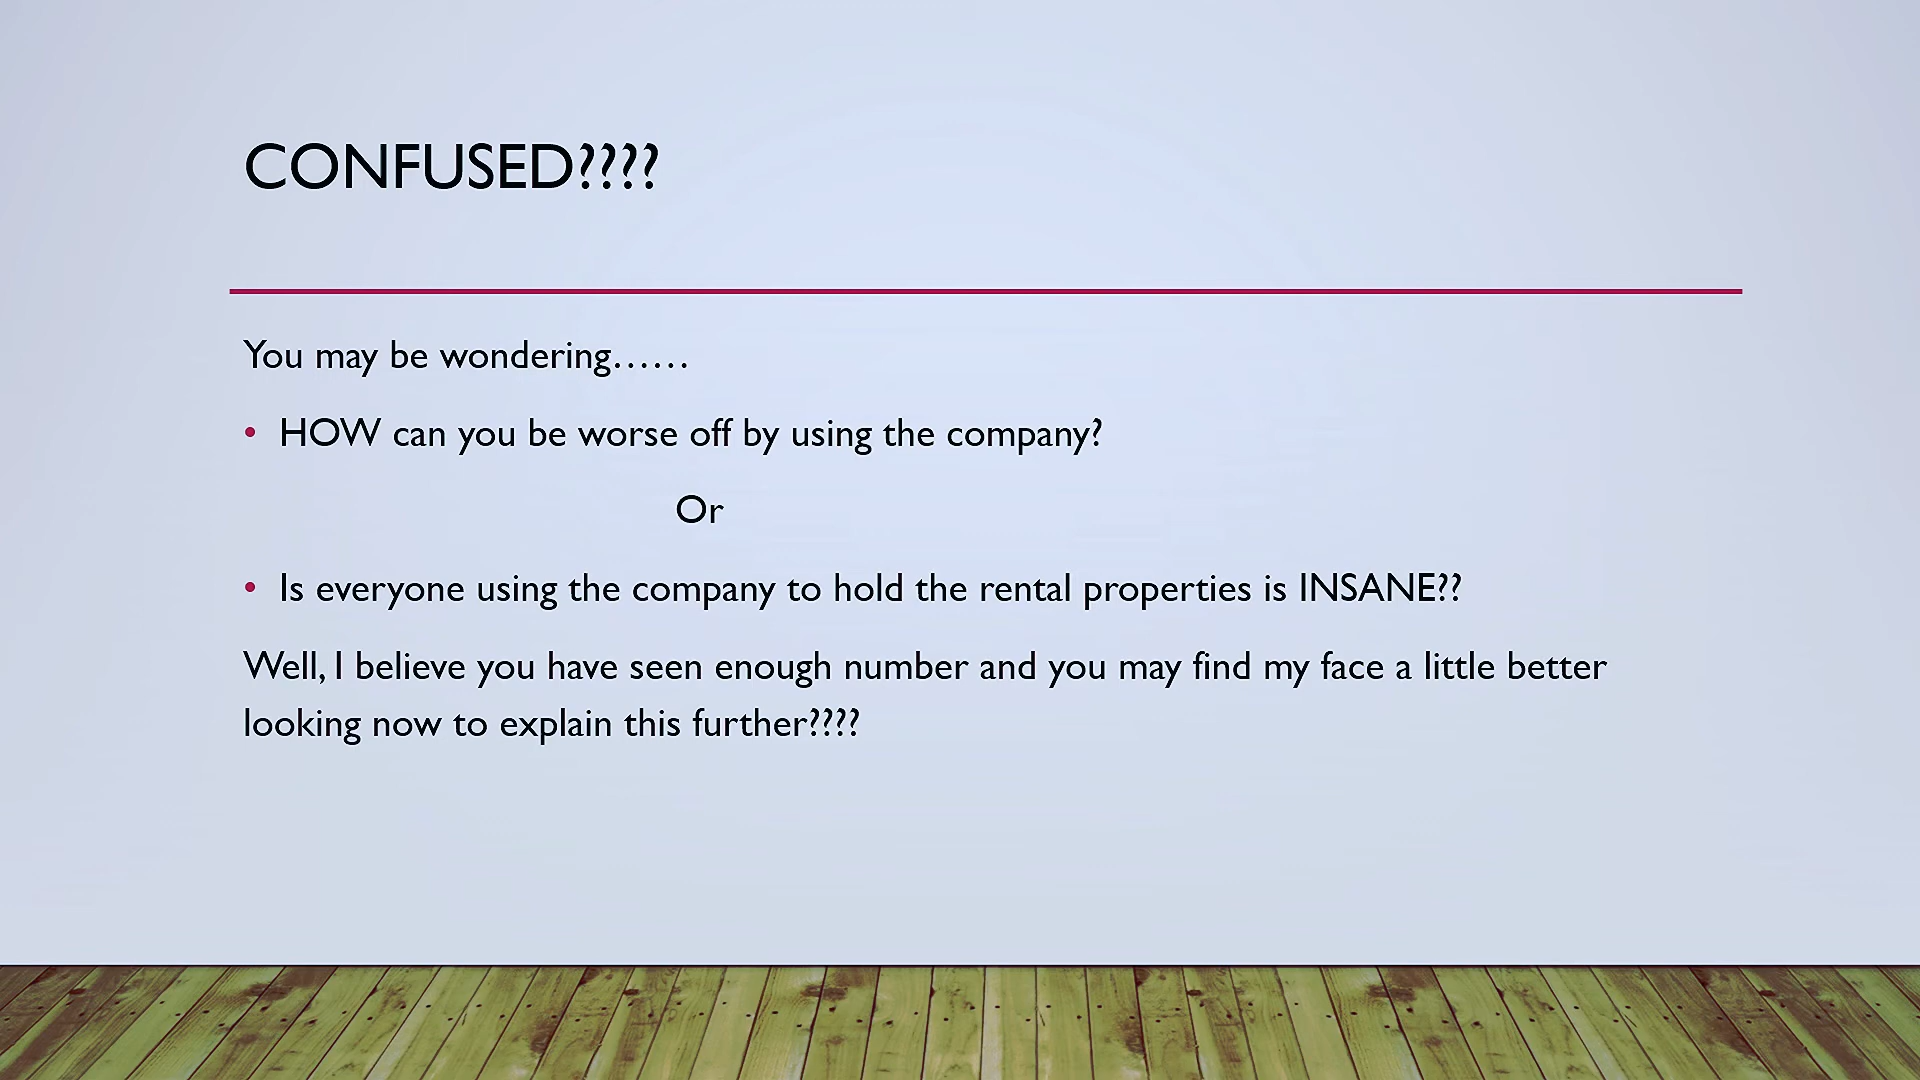 CONFUSED????
You may be wondering……
• HOW can you be worse off by using the company?
Or
• Is everyone using the company to hold the rental properties is INSANE??
Well, I believe you have seen enough number and you may find my face a little better
looking now to explain this further????